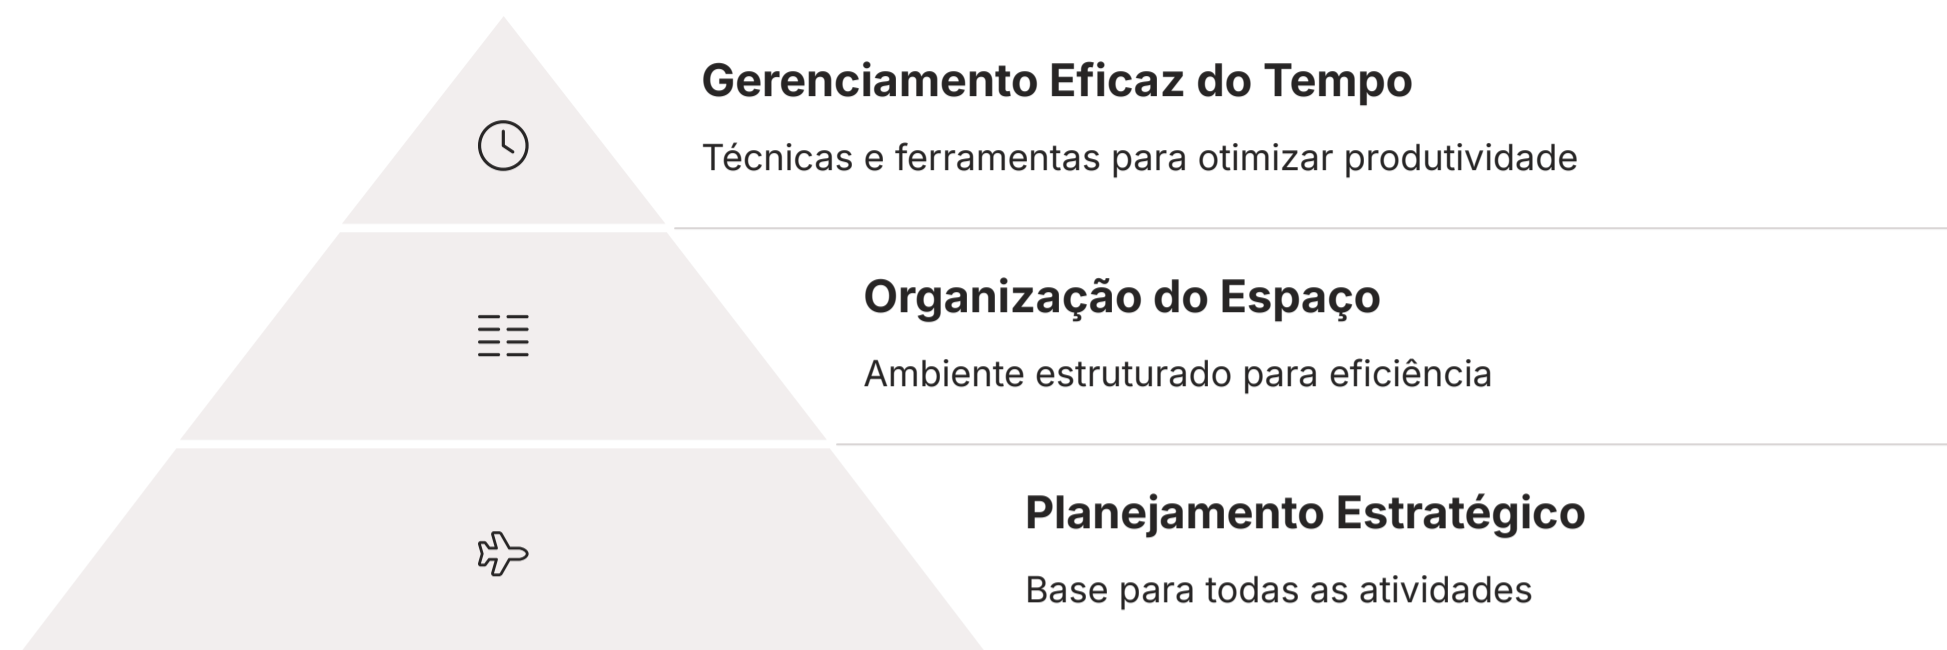 Gerenciamento Eficaz do Tempo
Técnicas e ferramentas para otimizar produtividade
Organização do Espaço
Ambiente estruturado para eficiência
Planejamento Estratégico
Base para todas as atividades